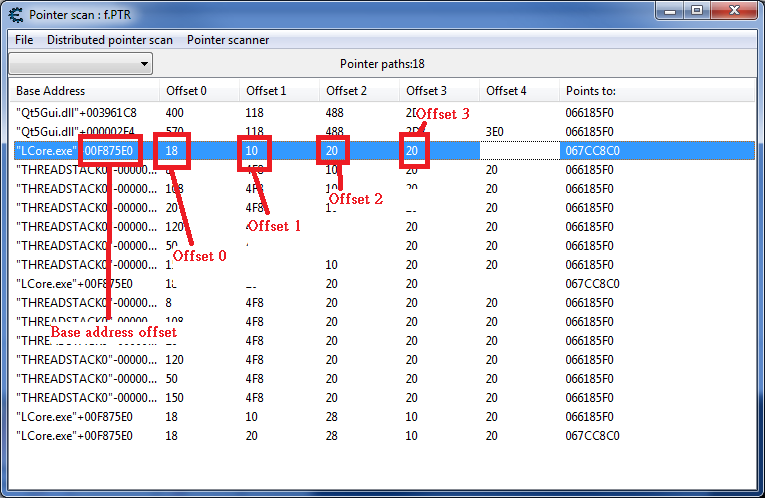 Pointer scan : f.PTR
File Distributed pointer scan Pointer scanner
Pointer paths:18
Base Address Offset 0 Offset 1 Offset 2 Offset 3 Offset 4 Points to:
"Qt5Gui.dll"+003961C8 400 118 488 066185F0
Offset 3
"Qt5Gui.dll"+000002E4 570 118 488 3E0 066185F0
"LCore.exe"+00F875E0 18 10 20 20 067CC8C0
"THREADSTACK0"-00000... 4F8 10 20 20 066185F0
"THREADSTACK0"-00000... 108 4F8 10 20 20 066185F0
Offset 2
"THREADSTACK0"-00000... 20 4F8 20 066185F0
"THREADSTACK0"-00000... 120 20 20 066185F0
Offset 1
"THREADSTACK0"-00000... 50 20 20 066185F0
Offset 0
"THREADSTACK0"-00000... 10 20 20 066185F0
"LCore.exe"+00F875E0 18 20 20 067CC8C0
"THREADSTACK0"-00000... 8 4F8 20 20 20 066185F0
"THREADSTACK0"-00000... 108 4F8 20 20 20 066185F0
Base address offset
4F8 20 20 20 066185F0
"THREADSTACK0"-00000... 120 4F8 20 20 20 066185F0
"THREADSTACK0"-00000... 50 4F8 20 20 20 066185F0
"THREADSTACK0"-00000... 150 4F8 20 20 20 066185F0
"LCore.exe"+00F875E0 18 10 28 10 20 066185F0
"LCore.exe"+00F875E0 18 20 28 10 20 067CC8C0